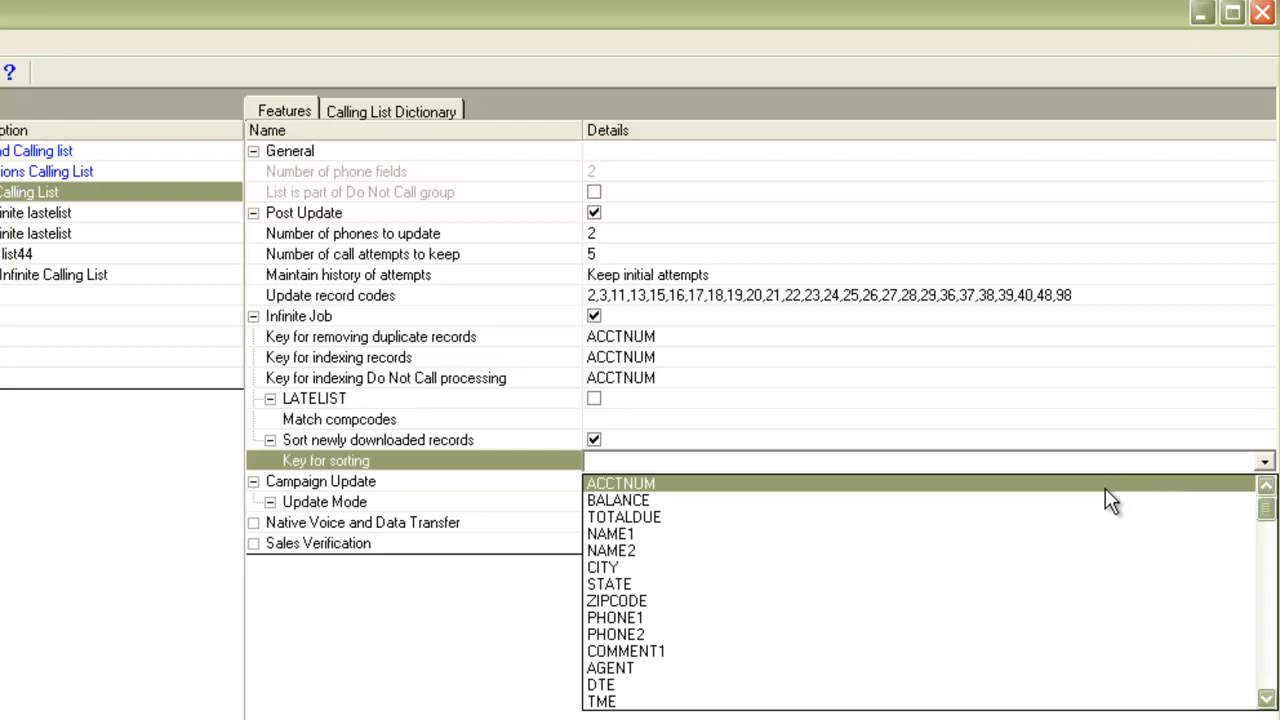 ?
Features Calling List Dictionary
ption Name Details
nd Calling list General
tions Calling List Number of phone fields 2
Calling List List is part of Do Not Call group
inite lastelist Post Update
inite lastelist Number of phones to update 2
list44 Number of call attempts to keep 5
Infinite Calling List Maintain history of attempts Keep initial attempts
Update record codes 2,3,11,13,15,16,17,18,19,20,21,22,23,24,25,26,27,28,29,36,37,38,39,40,48,98
Infinite Job
Key for removing duplicate records ACCTNUM
Key for indexing records ACCTNUM
Key for indexing Do Not Call processing ACCTNUM
LATELIST
Match compcodes
Sort newly downloaded records
Key for sorting
Campaign Update ACCTNUM
Update Mode BALANCE
Native Voice and Data Transfer TOTALDUE
Sales Verification NAME1
NAME2
CITY
STATE
ZIPCODE
PHONE1
PHONE2
COMMENT1
AGENT
DTE
TME